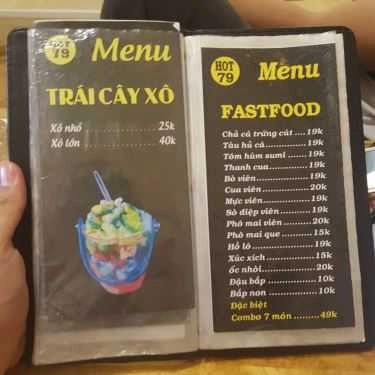 HOT
79
Menu
TRÁI CÂY XÔ
Xô nhỏ ............ 25k
Xô lớn ............ 40k
HOT
79
Menu
FASTFOOD
Chả cá trứng cút .... 19k
Tàu hủ cá ............ 19k
Tôm hùm sumi ....... 19k
Thanh cua ............ 19k
Bò viên ............ 19k
Cua viên ............ 20k
Mực viên ............ 19k
Sò điệp viên ......... 19k
Phô mai viên ........ 20k
Phô mai que ........ 15k
Hồ lô ............ 19k
Xúc xích ............ 15k
ốc nhồi ............ 20k
Đậu bắp ............ 10k
Bắp non ............ 10k
Đặc biệt
Combo 7 món ........ 49k